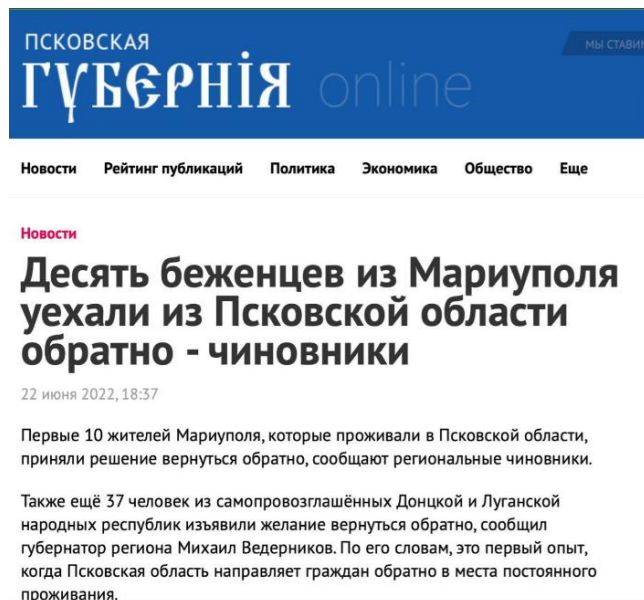 ПСКОВСКАЯ
ГУБЕРНIЯ online
МЫ СТАВИМ
Новости Рейтинг публикаций Политика Экономика Общество Еще
Новости
Десять беженцев из Мариуполя
уехали из Псковской области
обратно - чиновники
22 июня 2022, 18:37
Первые 10 жителей Мариуполя, которые проживали в Псковской области,
приняли решение вернуться обратно, сообщают региональные чиновники.
Также ещё 37 человек из самопровозглашённых Донцкой и Луганской
народных республик изъявили желание вернуться обратно, сообщил
губернатор региона Михаил Ведерников. По его словам, это первый опыт,
когда Псковская область направляет граждан обратно в места постоянного
проживания.